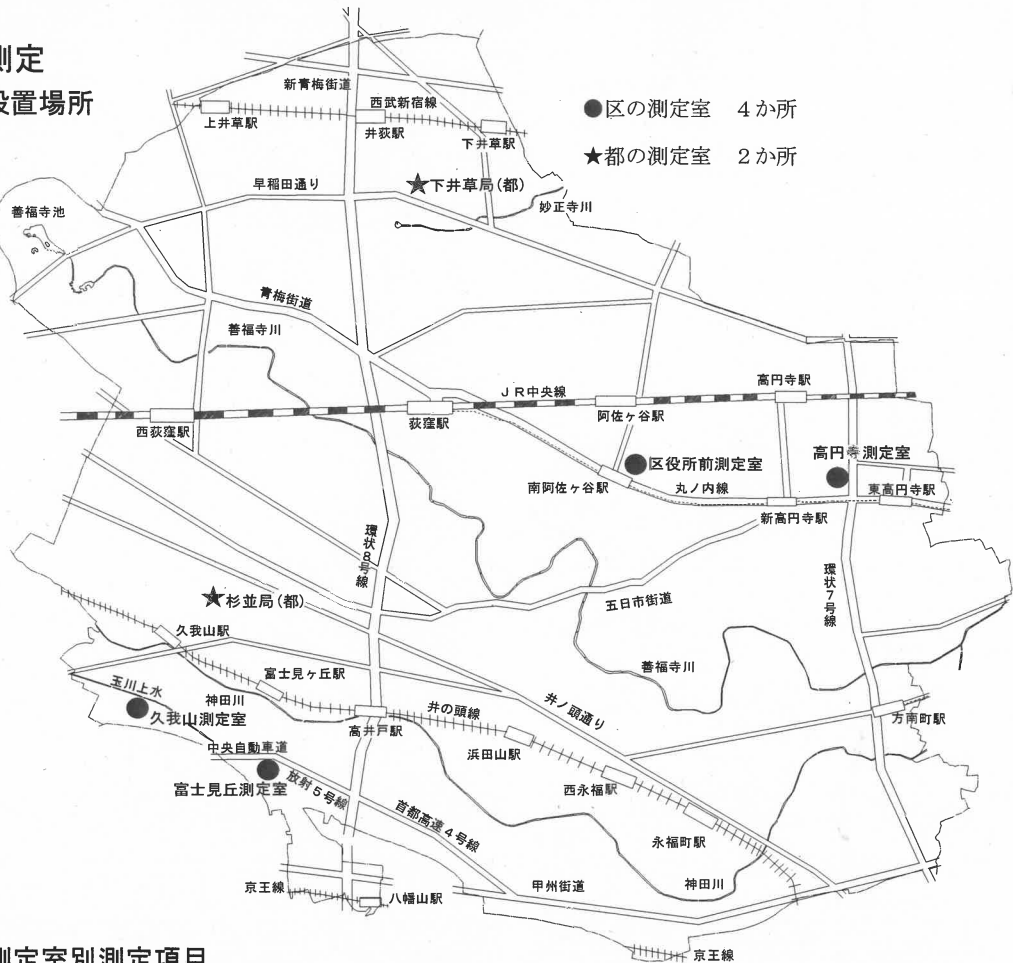 測定
設置場所
●区の測定室 4か所
★都の測定室 2か所
新青梅街道
西武新宿線
上井草駅
井荻駅
下井草駅
早稲田通り
★下井草局(都)
妙正寺川
善福寺池
青梅街道
善福寺川
JR中央線
高円寺駅
西荻窪駅
荻窪駅
阿佐ヶ谷駅
区役所前測定室
高円寺測定室
南阿佐ヶ谷駅
丸ノ内線
東高円寺駅
新高円寺駅
環状8号線
環状7号線
五日市街道
★杉並局(都)
久我山駅
善福寺川
富士見ヶ丘駅
玉川上水
神田川
井の頭線
井ノ頭通り
久我山測定室
高井戸駅
方南町駅
中央自動車道
浜田山駅
富士見丘測定室
放射5号線
西永福駅
首都高速4号線
永福町駅
甲州街道
神田川
京王線
八幡山駅
京王線
測定室別測定項目